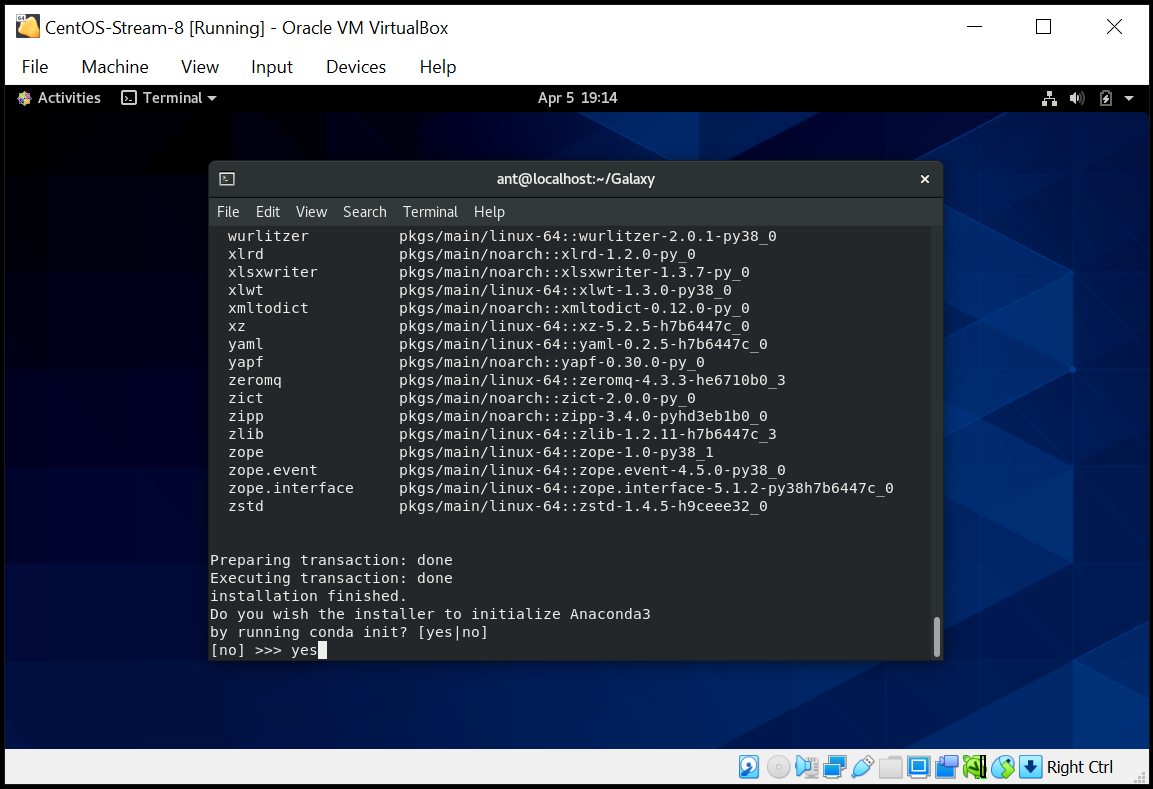 CentOS-Stream-8 [Running] - Oracle VM VirtualBox
File Machine View Input Devices Help
Activities Terminal Apr 5 19:14
ant@localhost:~/Galaxy
File Edit View Search Terminal Help
wurlitzer pkgs/main/linux-64::wurlitzer-2.0.1-py38_0
xlrd pkgs/main/noarch::xlrd-1.2.0-py_0
xlsxwriter pkgs/main/noarch::xlsxwriter-1.3.7-py_0
xlwt pkgs/main/linux-64::xlwt-1.3.0-py38_0
xmltodict pkgs/main/noarch::xmltodict-0.12.0-py_0
xz pkgs/main/linux-64::xz-5.2.5-h7b6447c_0
yaml pkgs/main/linux-64::yaml-0.2.5-h7b6447c_0
yapf pkgs/main/noarch::yapf-0.30.0-py_0
zeromq pkgs/main/linux-64::zeromq-4.3.3-he6710b0_3
zict pkgs/main/noarch::zict-2.0.0-py_0
zipp pkgs/main/noarch::zipp-3.4.0-pyhd3eb1b0_0
zlib pkgs/main/linux-64::zlib-1.2.11-h7b6447c_3
zope pkgs/main/linux-64::zope-1.0-py38_1
zope.event pkgs/main/linux-64::zope.event-4.5.0-py38_0
zope.interface pkgs/main/linux-64::zope.interface-5.1.2-py38h7b6447c_0
zstd pkgs/main/linux-64::zstd-1.4.5-h9ceee32_0
Preparing transaction: done
Executing transaction: done
installation finished.
Do you wish the installer to initialize Anaconda3
by running conda init? [yes|no]
[no] >>> yes
Right Ctrl